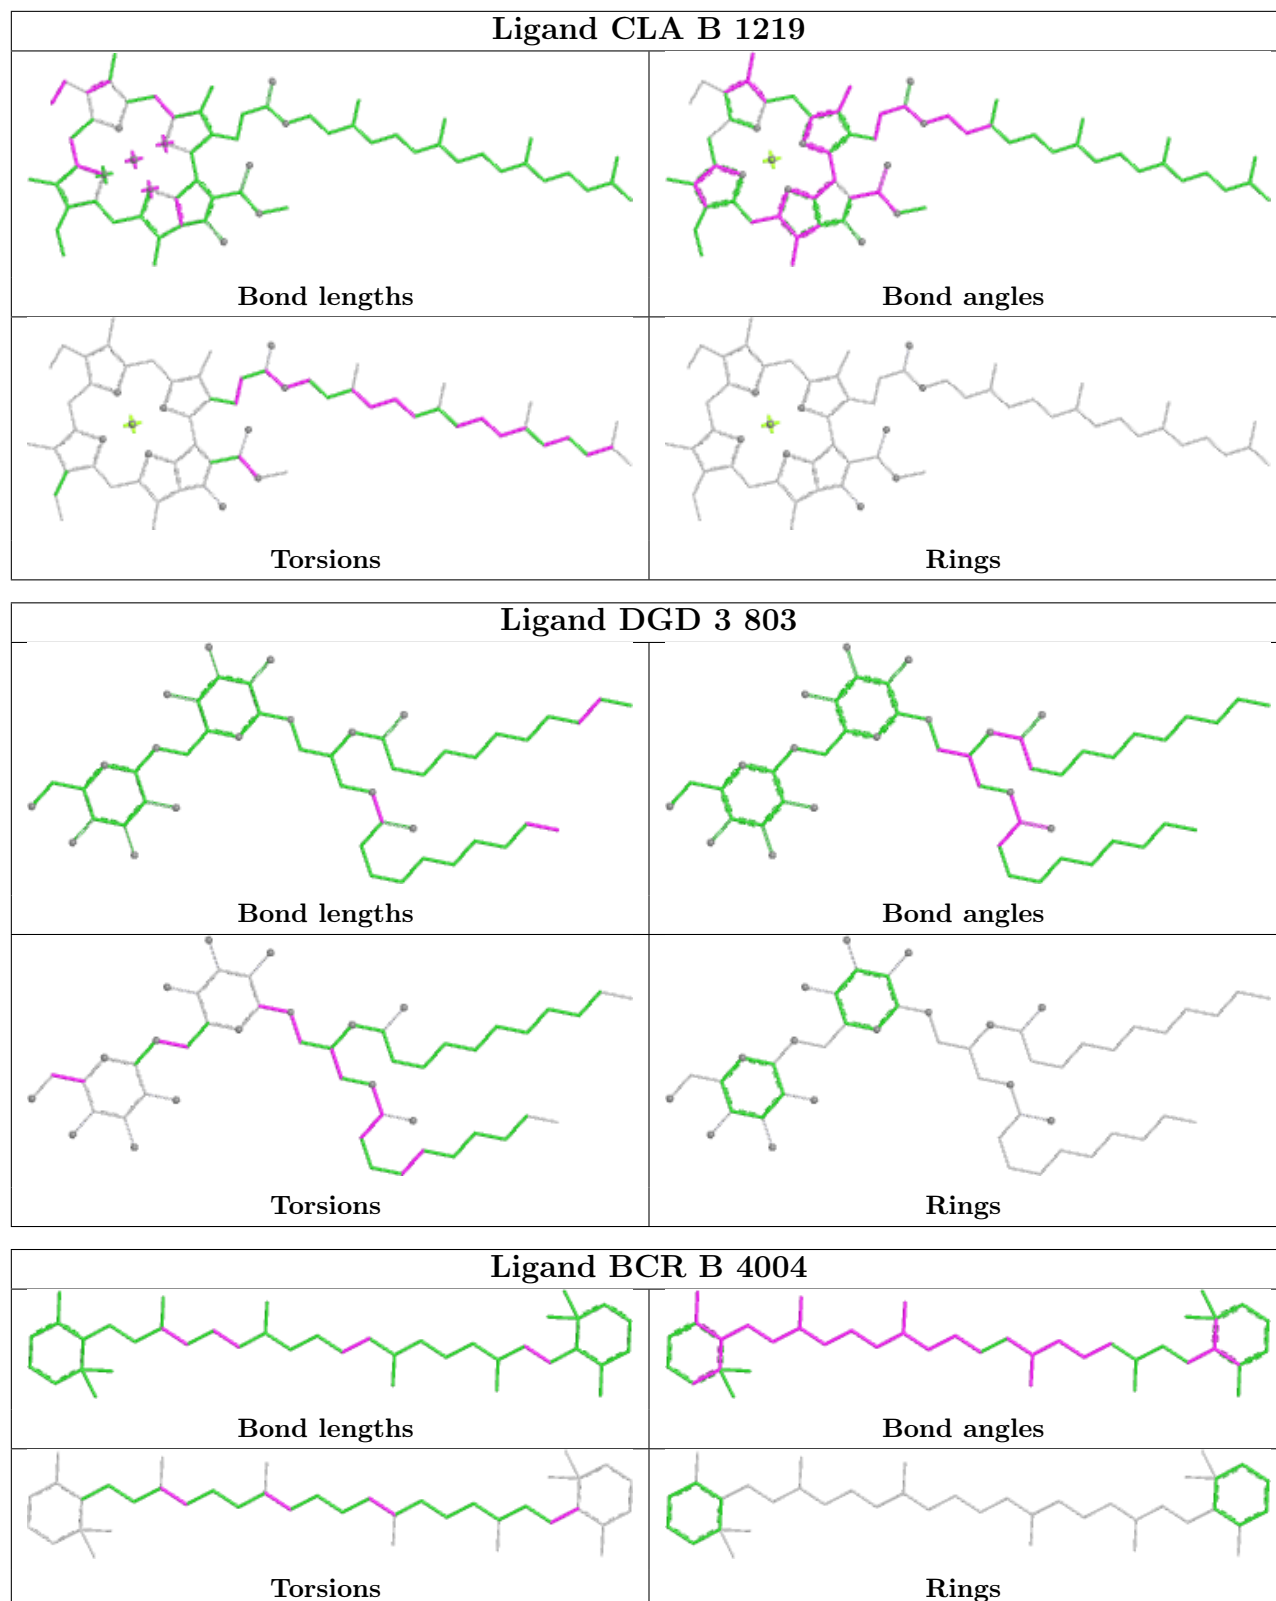 Ligand CLA B 1219
Bond lengths
Bond angles
Torsions
Rings
Ligand DGD 3 803
Bond lengths
Bond angles
Torsions
Rings
Ligand BCR B 4004
Bond lengths
Bond angles
Torsions
Rings